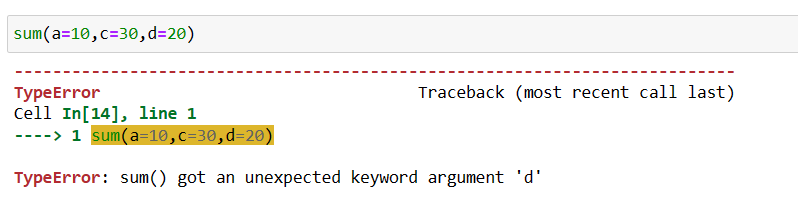 sum(a=10,c=30,d=20)
---------------------------------------------------------------------------
TypeError                                 Traceback (most recent call last)
Cell In[14], line 1
----> 1 sum(a=10,c=30,d=20)
TypeError: sum() got an unexpected keyword argument 'd'